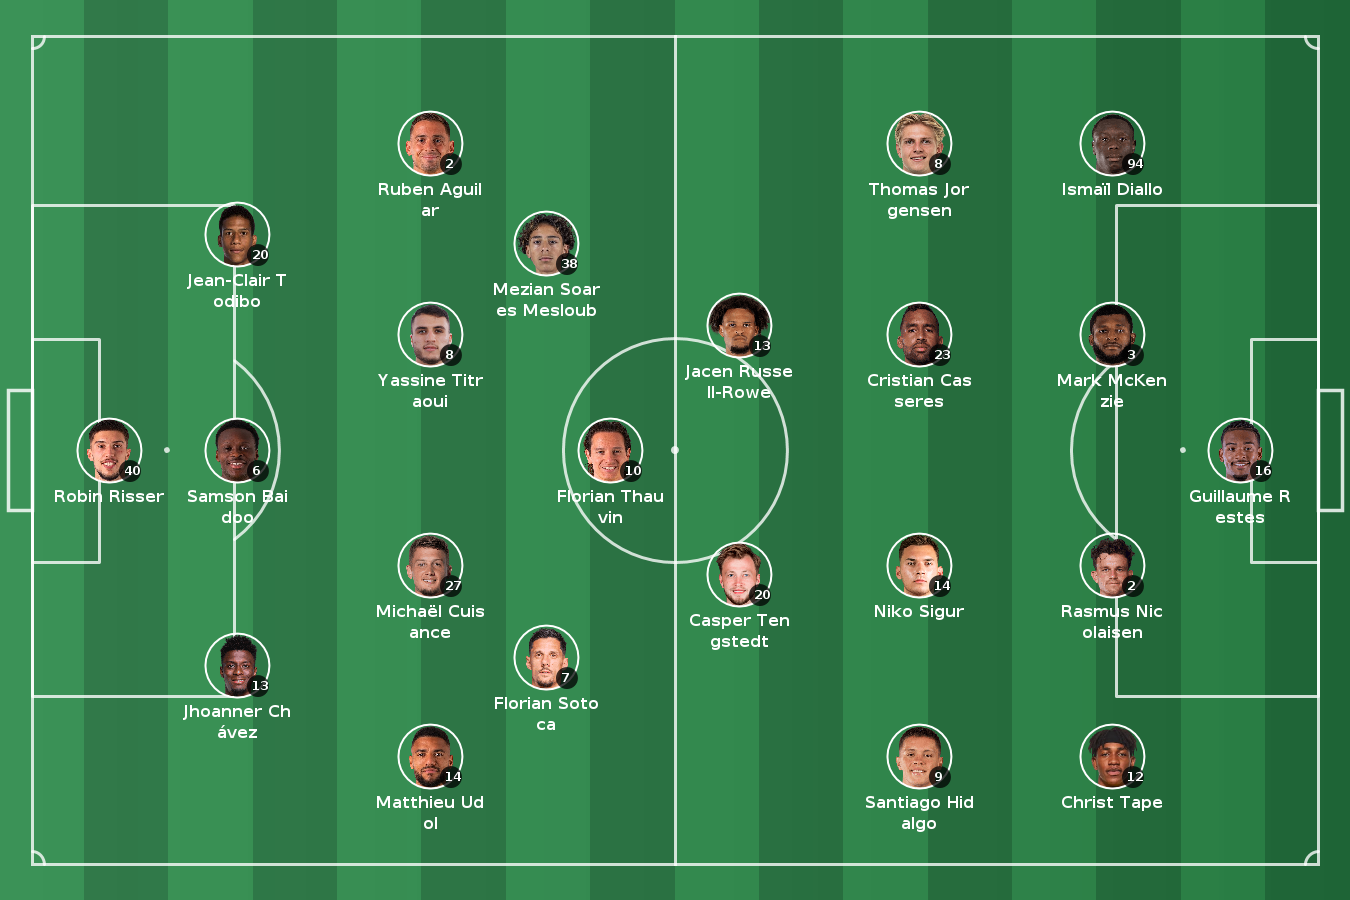 2
Ruben Aguil
ar
8
Thomas Jor
gensen
94
Ismaïl Diallo
20
Jean-Clair T
odibo
38
Mezian Soar
es Mesloub
8
Yassine Titr
aoui
13
Jacen Russe
ll-Rowe
23
Cristian Cas
seres
3
Mark McKen
zie
40
Robin Risser
6
Samson Bai
doo
10
Florian Thau
vin
16
Guillaume R
estes
27
Michaël Cuis
ance
20
Casper Ten
gstedt
14
Niko Sigur
2
Rasmus Nic
olaisen
13
Jhoanner Ch
ávez
7
Florian Soto
ca
14
Matthieu Ud
ol
9
Santiago Hid
algo
12
Christ Tape